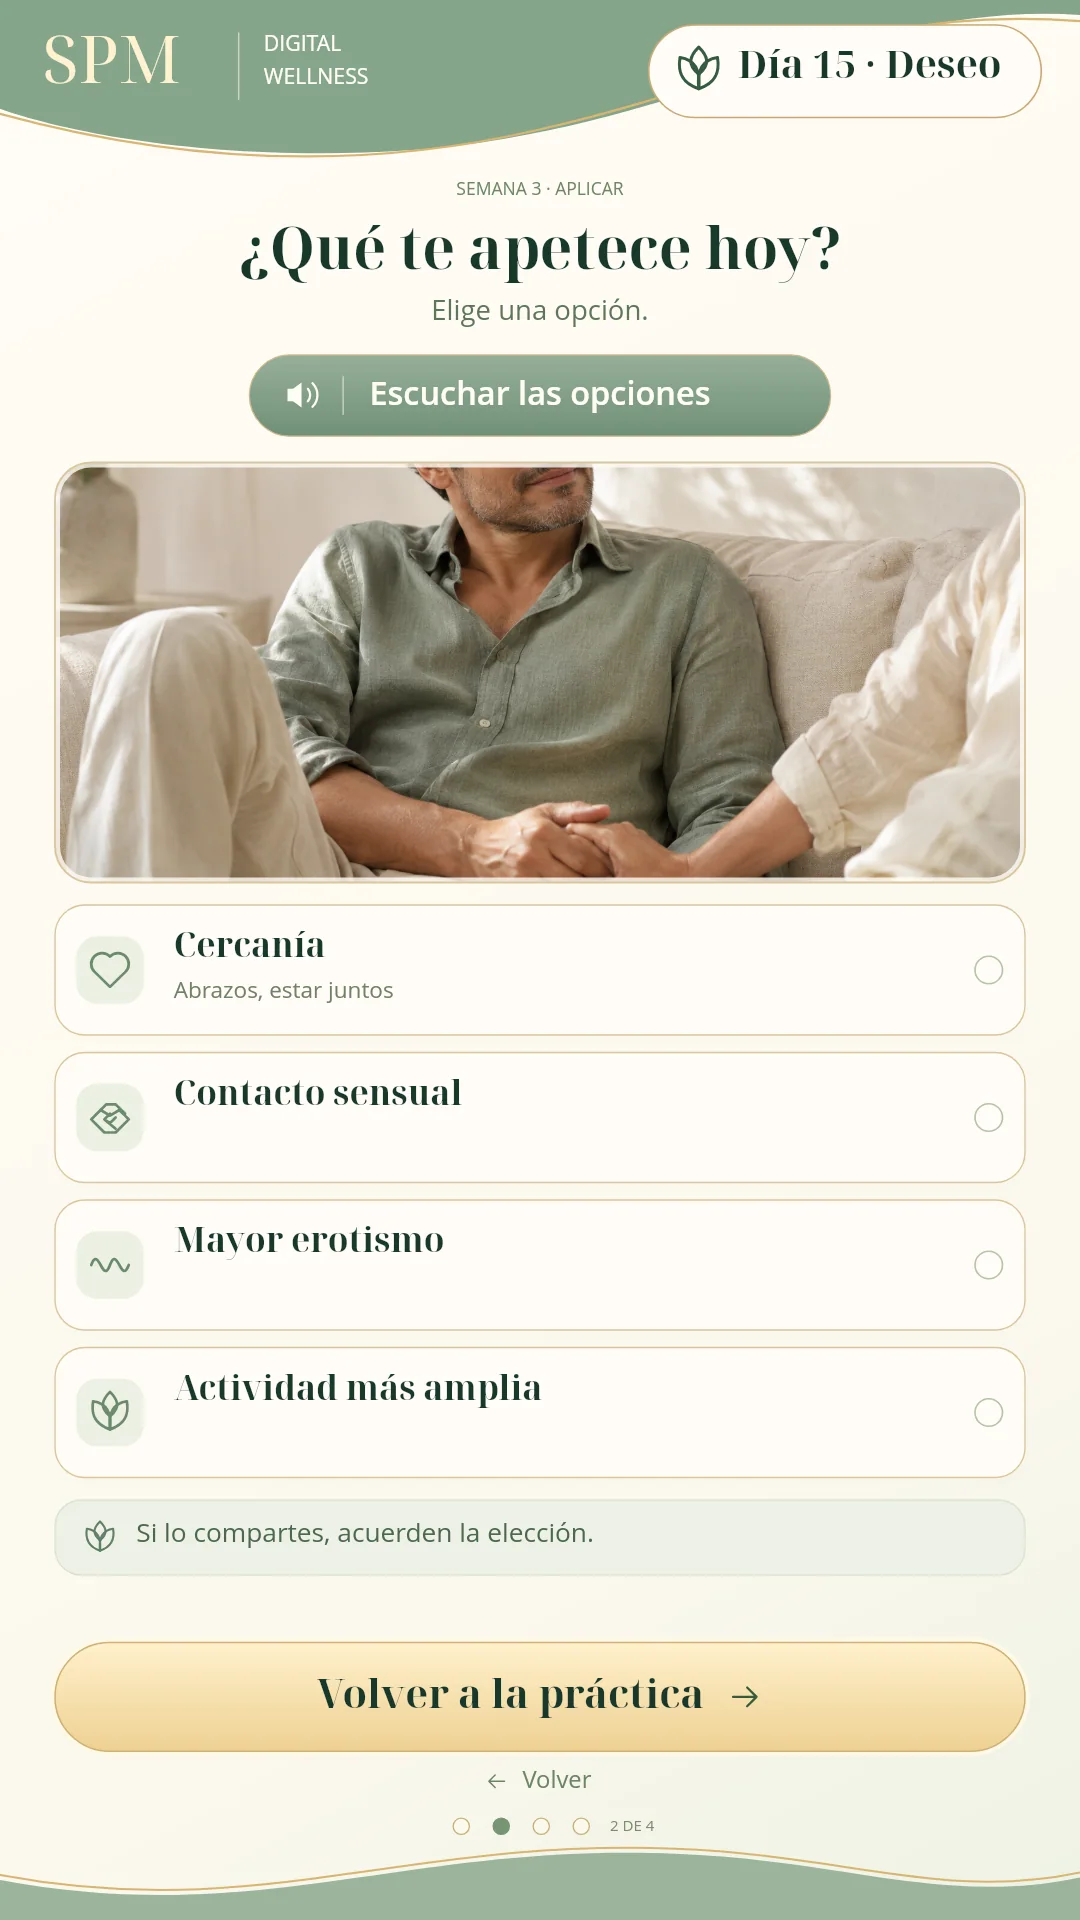 SPM
DIGITAL
WELLNESS
Día 15 · Deseo
SEMANA 3 · APLICAR
¿Qué te apetece hoy?
Elige una opción.
Escuchar las opciones
Cercanía
Abrazos, estar juntos
Contacto sensual
Mayor erotismo
Actividad más amplia
Si lo compartes, acuerden la elección.
Volver a la práctica →
← Volver
2 DE 4